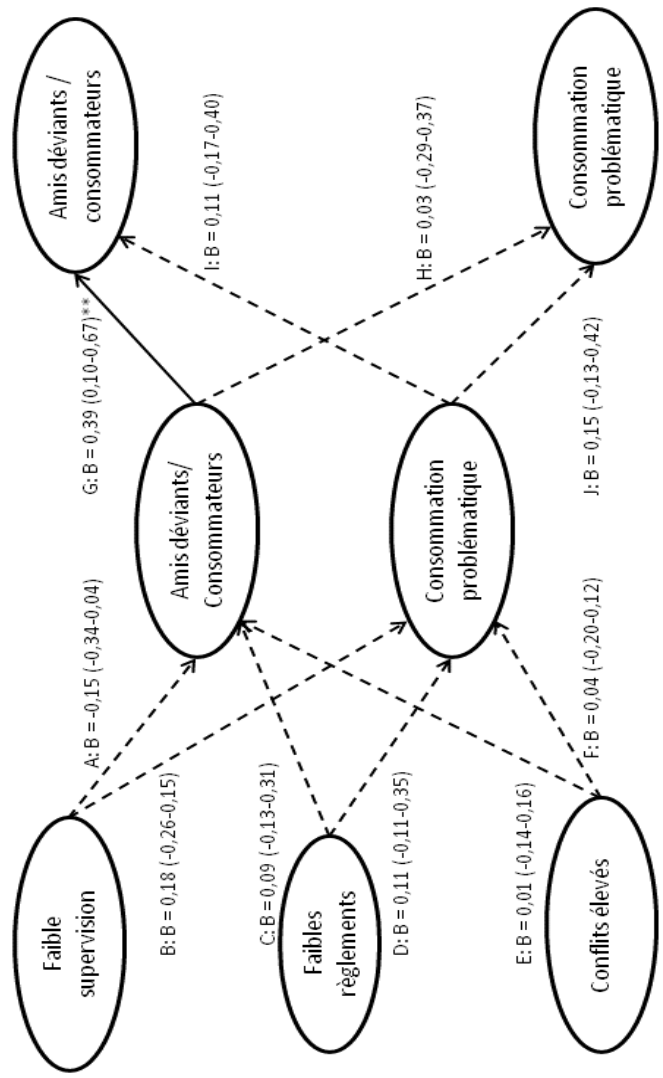 Faible
supervision
Faibles
règlements
Conflits élevés
A: B = -0,15 (-0,34-0,04)
B: B = 0,18 (-0,26-0,15)
C: B = 0,09 (-0,13-0,31)
D: B = 0,11 (-0,11-0,35)
E: B = 0,01 (-0,14-0,16)
F: B = 0,04 (-0,20-0,12)
Amis déviants/
Consommateurs
Consommation
problématique
G: B = 0,39 (0,10-0,67)**
I: B = 0,11 (-0,17-0,40)
H: B = 0,03 (-0,29-0,37)
J: B = 0,15 (-0,13-0,42)
Amis déviants /
consommateurs
Consommation
problématique